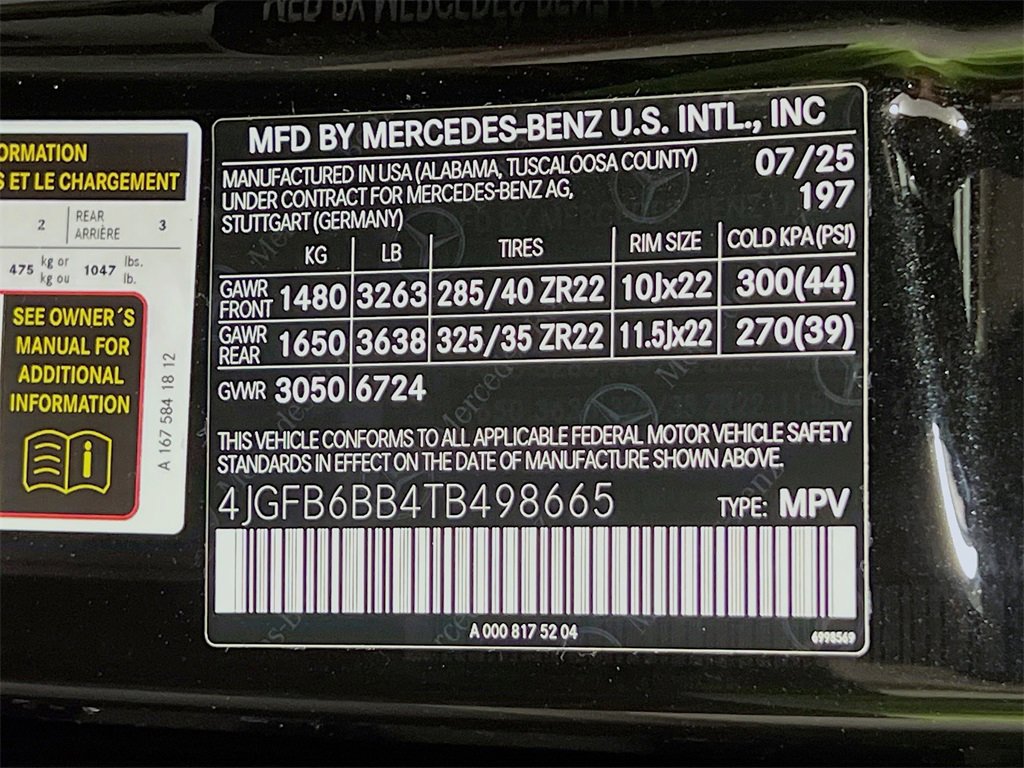 ORMATION
S ET LE CHARGEMENT
2 REAR ARRIÈRE 3
475 kg or kg ou 1047 lbs. lb.
SEE OWNER´S
MANUAL FOR
ADDITIONAL
INFORMATION
A 167 584 18 12
MFD BY MERCEDES-BENZ U.S. INTL., INC
MANUFACTURED IN USA (ALABAMA, TUSCALOOSA COUNTY) 07/25
UNDER CONTRACT FOR MERCEDES-BENZ AG, 197
STUTTGART (GERMANY)
KG LB TIRES RIM SIZE COLD KPA (PSI)
GAWR FRONT 1480 3263 285/40 ZR22 10Jx22 300(44)
GAWR REAR 1650 3638 325/35 ZR22 11.5Jx22 270(39)
GVWR 3050 6724
THIS VEHICLE CONFORMS TO ALL APPLICABLE FEDERAL MOTOR VEHICLE SAFETY
STANDARDS IN EFFECT ON THE DATE OF MANUFACTURE SHOWN ABOVE.
4JGFB6BB4TB498665 TYPE: MPV
A 000 817 52 04
6998569